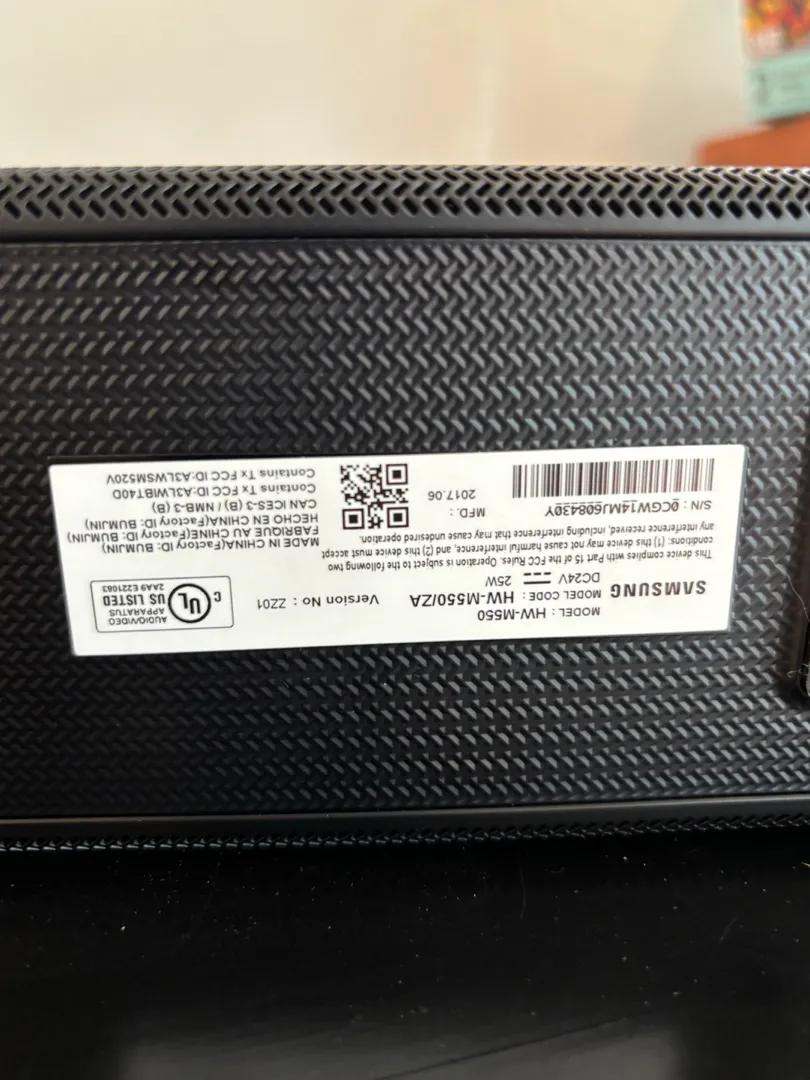 SAMSUNG
MODEL : HW-M550
MODEL CODE : HW-M550/ZA
DC24V 25W
Version No : ZZ01
C UL US LISTED
AUDIO/VIDEO
APPARATUS
2AA9 E221083
This device complies with Part 15 of the FCC Rules. Operation is subject to the following two
conditions: (1) this device may not cause harmful interference, and (2) this device must accept
any interference received, including interference that may cause undesired operation.
S/N : 0CGW14MJ608430Y
MFD. : 2017.06
MADE IN CHINA(Factory ID: BUMJIN)
FABRIQUE AU CHINE(Factory ID: BUMJIN)
HECHO EN CHINA(Factory ID: BUMJIN)
CAN ICES-3 (B) / NMB-3 (B)
Contains Tx FCC ID:A3LWBT40D
Contains Tx FCC ID:A3LWSM520V